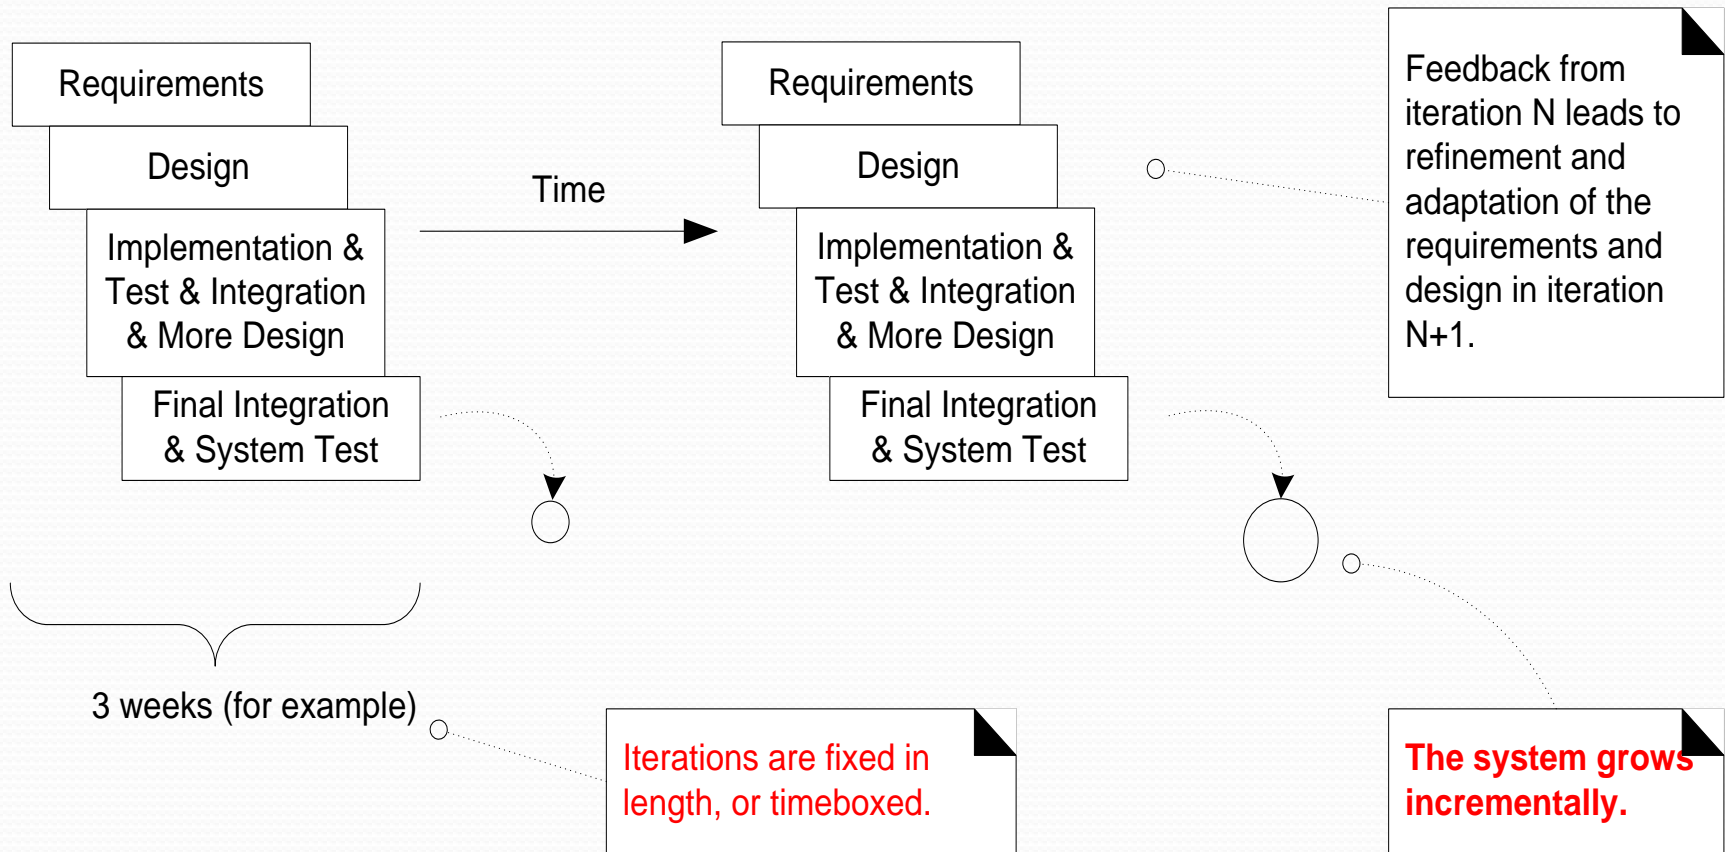 Requirements
Design
Implementation &
Test & Integration
& More Design
Final Integration
& System Test
Time
Requirements
Design
Implementation &
Test & Integration
& More Design
Final Integration
& System Test
Feedback from
iteration N leads to
refinement and
adaptation of the
requirements and
design in iteration
N+1.
3 weeks (for example)
Iterations are fixed in
length, or timeboxed.
The system grows
incrementally.